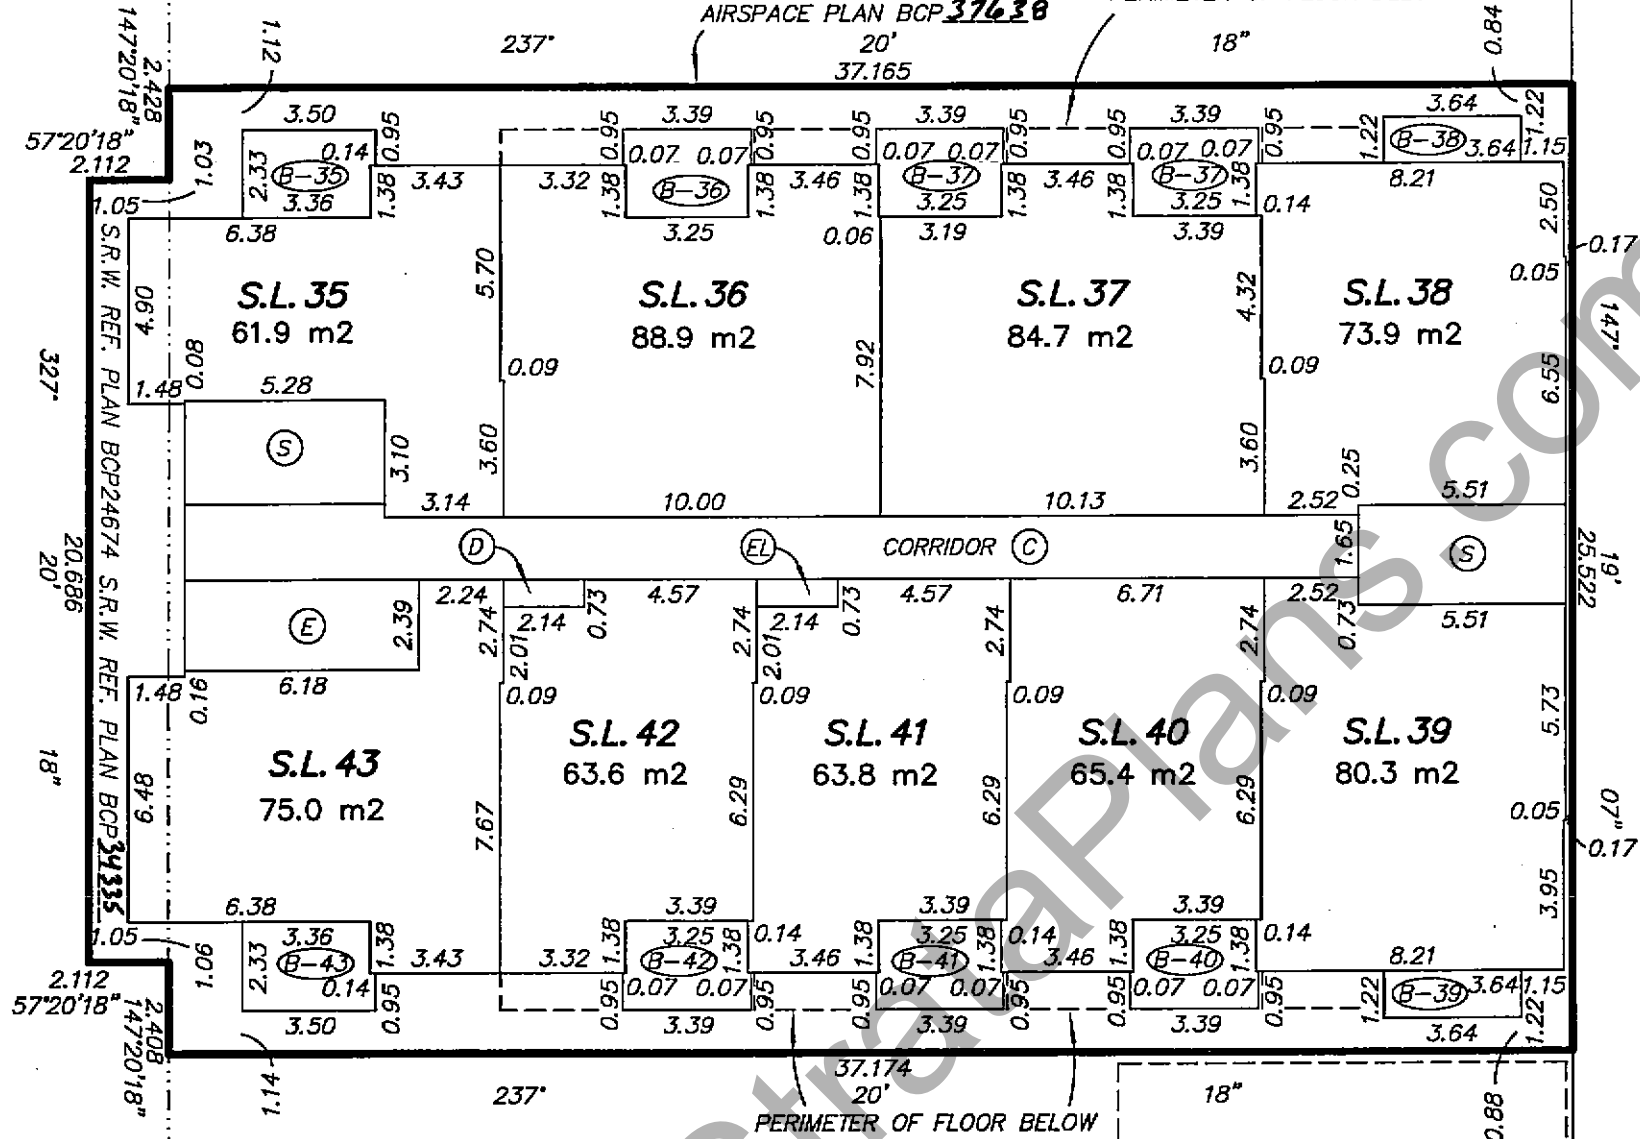 AIRSPACE PLAN BCP 37638
237° 20' 18"
37.165
1.12
0.84
147°20'18"
2.428
57°20'18"
2.112
1.03
1.05
3.50 0.95
2.33 0.14
B-35
3.36 1.38
6.38
3.43
0.95 3.39 0.95
0.07 0.07
B-36
3.32 1.38 3.25 1.38 3.46
0.95 3.39 0.95
0.07 0.07
B-37
1.38 3.25 1.38 3.46
0.06 3.19
0.95 3.39 0.95
0.07 0.07
B-37
1.38 3.25 1.38 0.14
3.39
3.64 1.22
1.22 B-38 3.64 1.15
8.21
2.50
0.17
0.05
S.L. 35
61.9 m2
S.L. 36
88.9 m2
S.L. 37
84.7 m2
S.L. 38
73.9 m2
4.90
5.70
0.09
7.92
4.32
0.09
6.55
147°
1.48 0.08 5.28
S
3.10
3.60
3.60
0.25
3.14 10.00 10.13 2.52 5.51
D EL CORRIDOR C
1.65
S
19'
25.522
327°
20.686
20'
18"
S.R.W. REF. PLAN BCP24674 S.R.W. REF. PLAN BCP34335
E
2.39
2.24
2.74
2.01
2.14 0.73
4.57
2.74
2.01
2.14 0.73
4.57
2.74
6.71
2.74
2.52
0.73
5.51
6.18
1.48 0.16
0.09
0.09
0.09
0.09
S.L. 43
75.0 m2
S.L. 42
63.6 m2
S.L. 41
63.8 m2
S.L. 40
65.4 m2
S.L. 39
80.3 m2
6.48
7.67
6.29
6.29
6.29
5.73
0.05
07"
0.17
3.95
6.38
1.05
1.06
3.36 1.38
B-43
2.33 0.14
3.50 0.95
3.43
3.32
3.39
1.38 3.25 1.38 0.14
B-42
0.95 0.07 0.07 0.95
3.39
3.46
3.39
1.38 3.25 1.38 0.14
B-41
0.07 0.07 0.95
3.39
3.46
3.39
1.38 3.25 1.38 0.14
B-40
0.95 0.07 0.07 0.95
3.39
8.21
1.22 B-39 3.64 1.15
3.64 1.22
2.112
57°20'18"
2.408
147°20'18"
1.14
0.88
37.174
237° 20' 18"
PERIMETER OF FLOOR BELOW
strataPlans.com